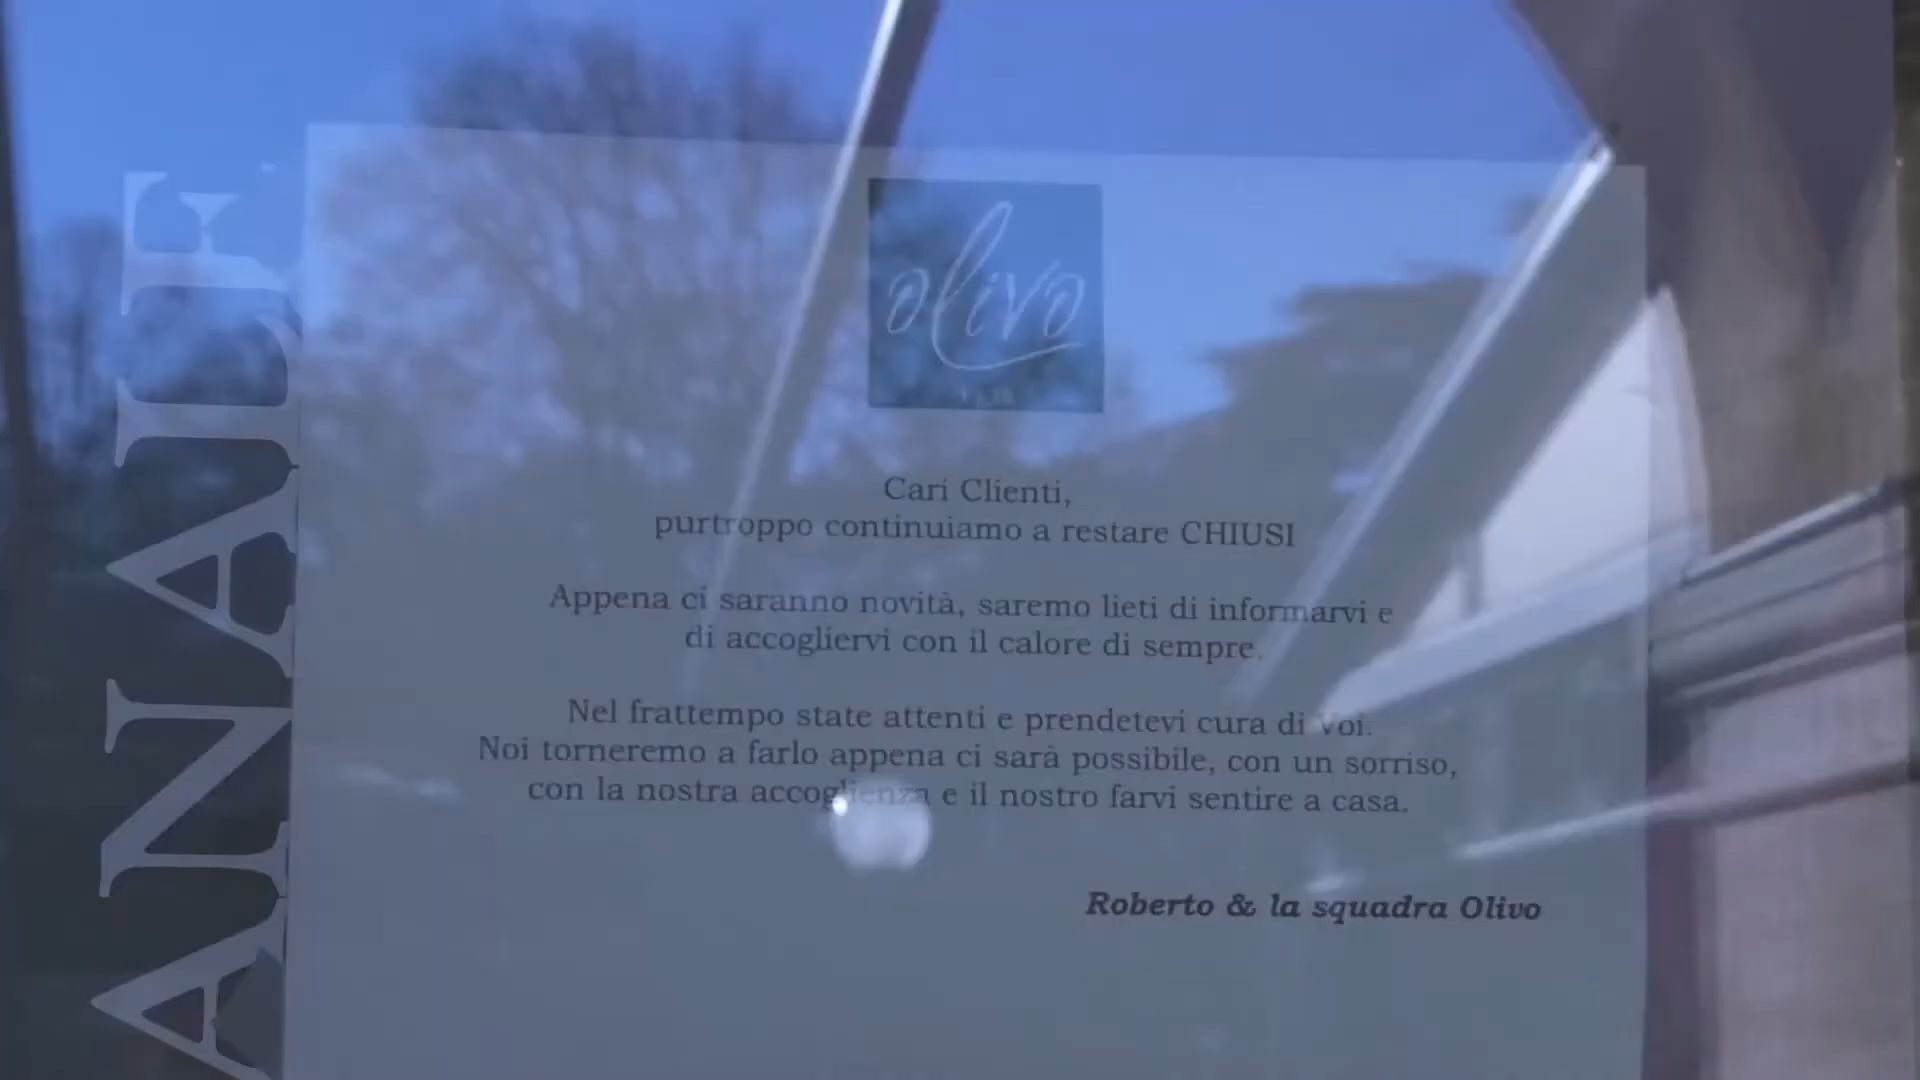 olivo
Cari Clienti,
purtroppo continuiamo a restare CHIUSI
Appena ci saranno novità, saremo lieti di informarvi e
di accogliervi con il calore di sempre.
Nel frattempo state attenti e prendetevi cura di voi.
Noi torneremo a farlo appena ci sarà possibile, con un sorriso,
con la nostra accoglienza e il nostro farvi sentire a casa.
Roberto & la squadra Olivo